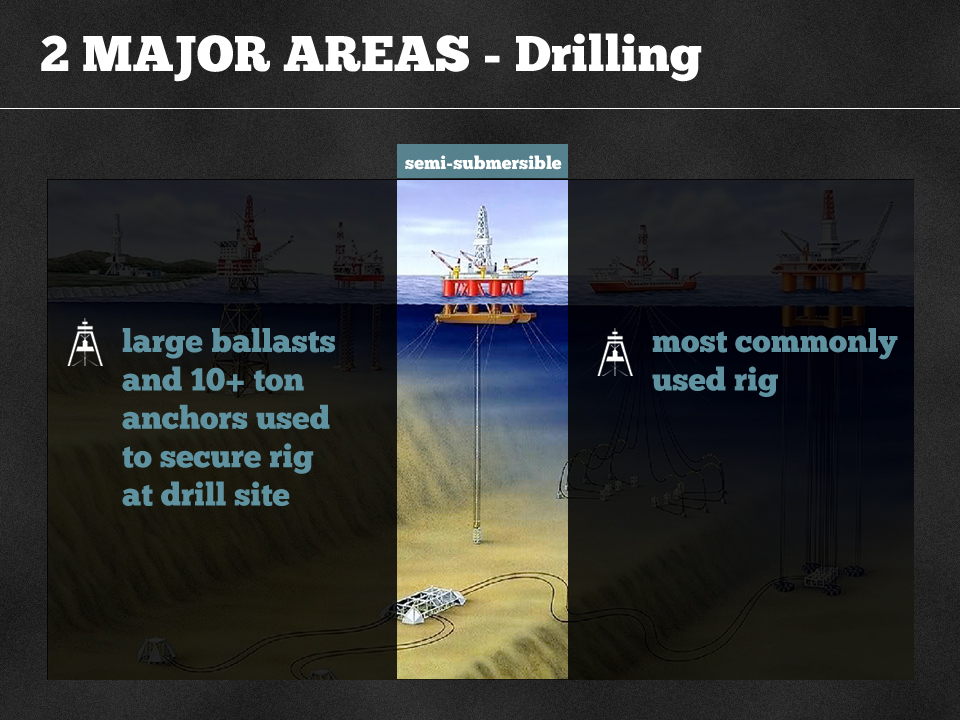 2 MAJOR AREAS - Drilling
semi-submersible
large ballasts
and 10+ ton
anchors used
to secure rig
at drill site
most commonly
used rig